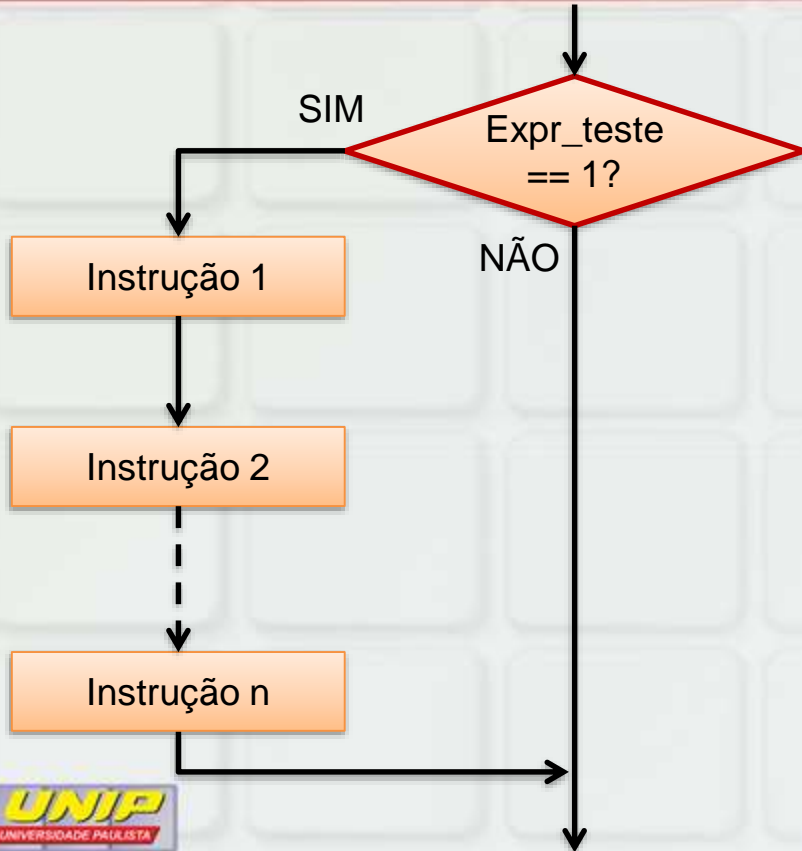 SIM
Expr_teste
== 1?
NÃO
Instrução 1
Instrução 2
Instrução n
UNIP
UNIVERSIDADE PAULISTA